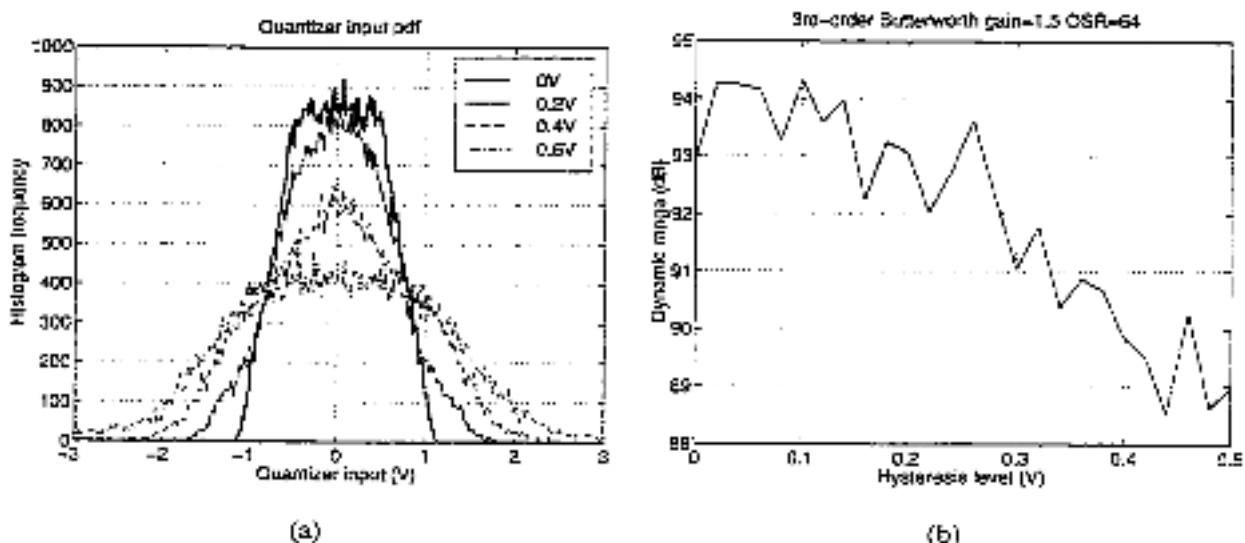 Quantizer input pdf
1000
900
800
700
600
500
400
300
200
100
0
Histogram (counts/bin)
0V
0.2V
0.4V
-3
-2
-1
0
1
2
3
Quantizer input (V)
(a)
3rd-order Butterworth gain=1.5 OSR=64
95
94
93
92
91
90
89
88
Dynamic range (dB)
0
0.1
0.2
0.3
0.4
0.5
Hysteresis level (V)
(b)